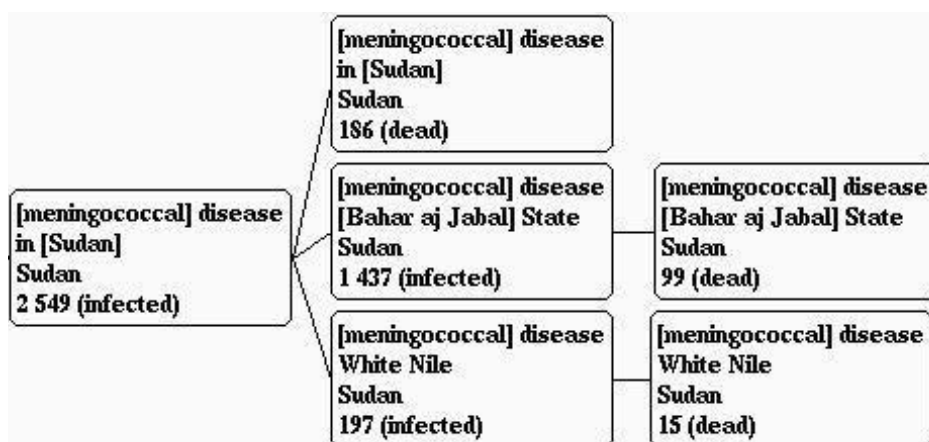 [meningococcal] disease
in [Sudan]
Sudan
2 549 (infected)
[meningococcal] disease
in [Sudan]
Sudan
186 (dead)
[meningococcal] disease
[Bahar aj Jabal] State
Sudan
1 437 (infected)
[meningococcal] disease
[Bahar aj Jabal] State
Sudan
99 (dead)
[meningococcal] disease
White Nile
Sudan
197 (infected)
[meningococcal] disease
White Nile
Sudan
15 (dead)